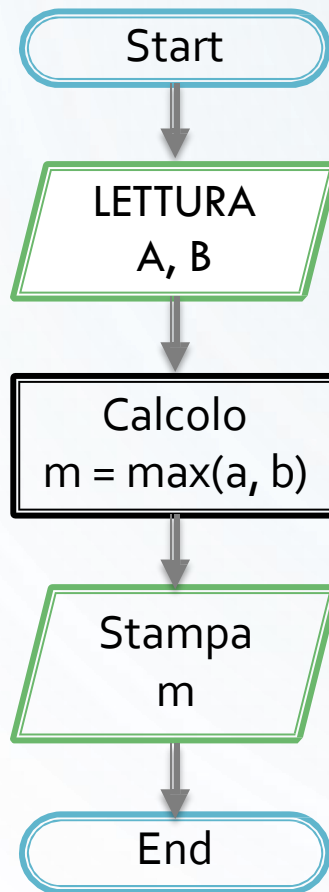 Start
LETTURA
A, B
Calcolo
m = max(a, b)
Stampa
m
End